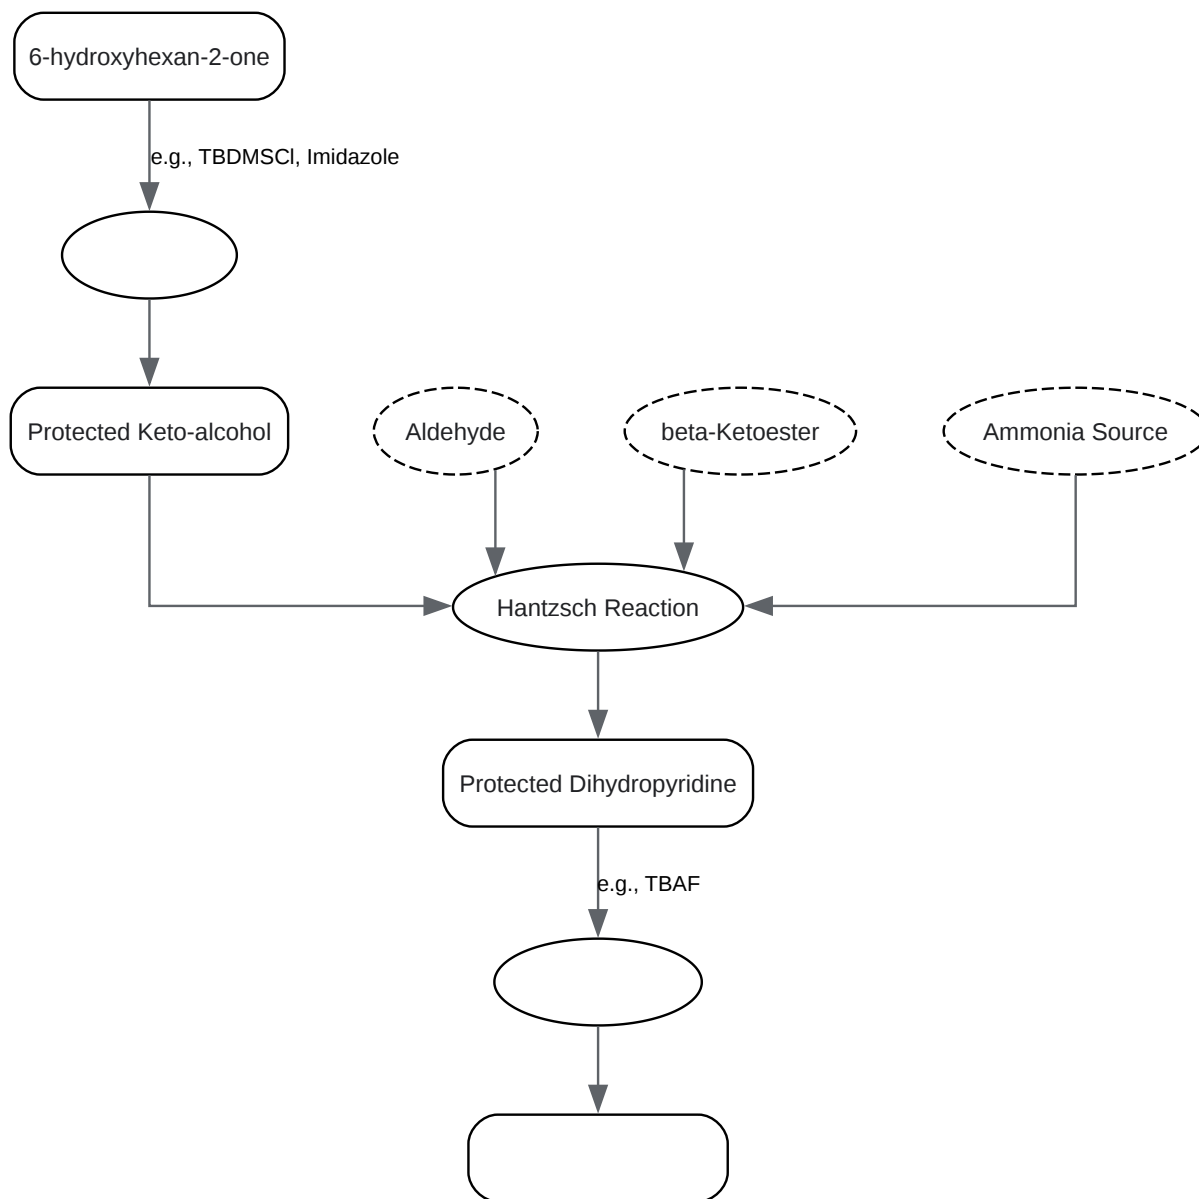 6-hydroxyhexan-2-one
e.g., TBDMSCl, Imidazole
Protected Keto-alcohol
Aldehyde
beta-Ketoester
Ammonia Source
Hantzsch Reaction
Protected Dihydropyridine
e.g., TBAF